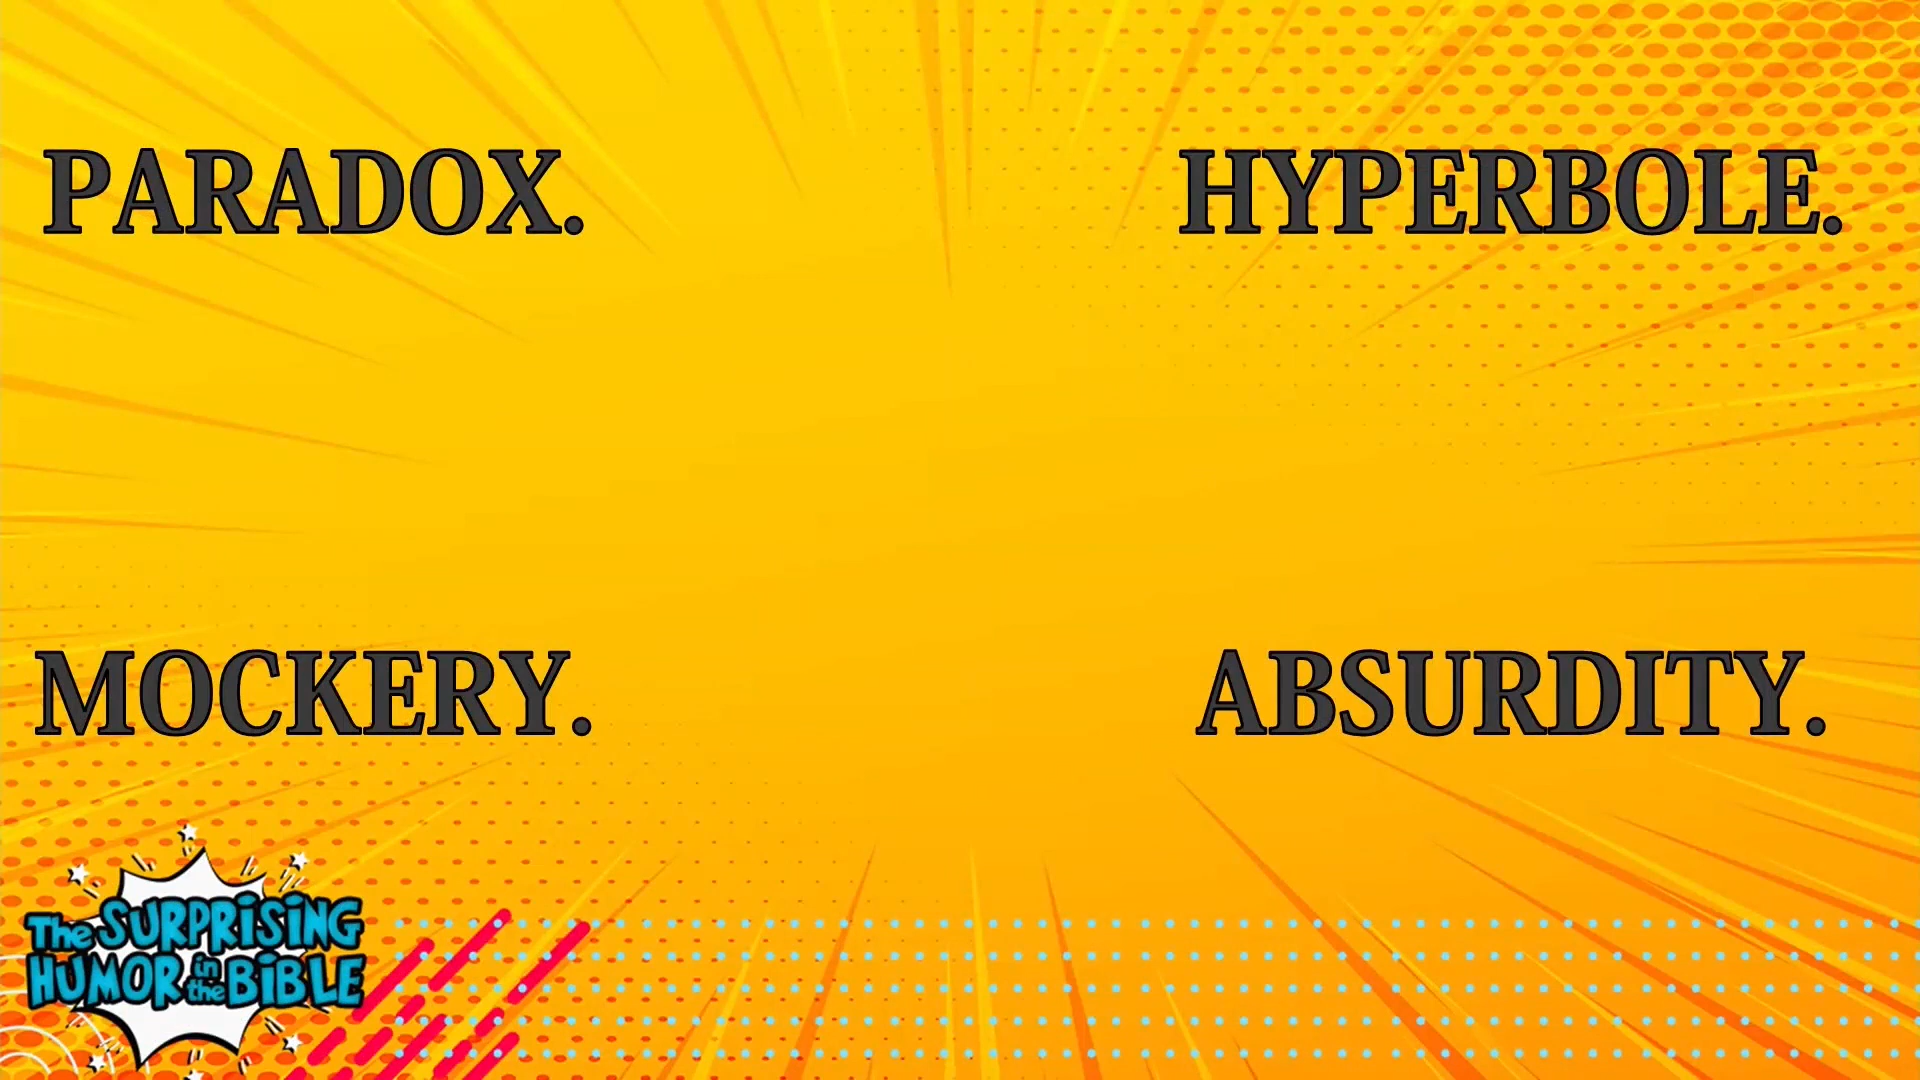 PARADOX.
HYPERBOLE.
MOCKERY.
ABSURDITY.
The SURPRiSiNG
HUMOR in the BiBLE